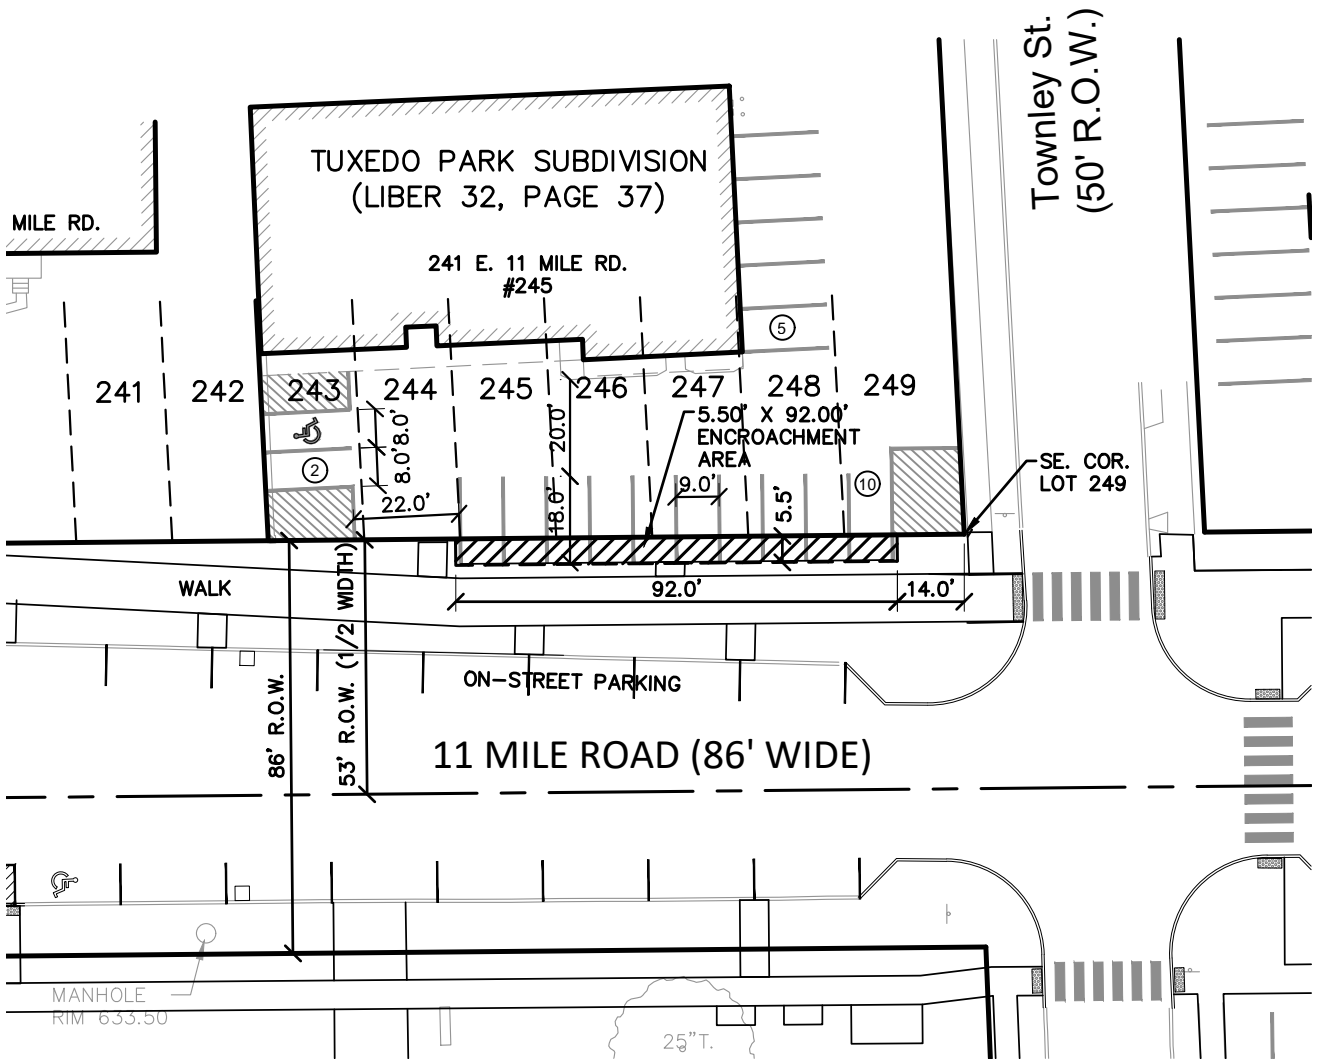 Townley St.
(50' R.O.W.)
TUXEDO PARK SUBDIVISION
(LIBER 32, PAGE 37)
MILE RD.
241 E. 11 MILE RD.
#245
5
241
242
243
244
245
246
247
248
249
5.50' X 92.00'
ENCROACHMENT
AREA
8.0'
8.0'
20.0'
2
22.0'
18.0'
9.0'
5.5'
10
SE. COR.
LOT 249
WALK
92.0'
14.0'
ON-STREET PARKING
86' R.O.W.
53' R.O.W. (1/2 WIDTH)
11 MILE ROAD (86' WIDE)
MANHOLE
RIM 633.50
25"T.